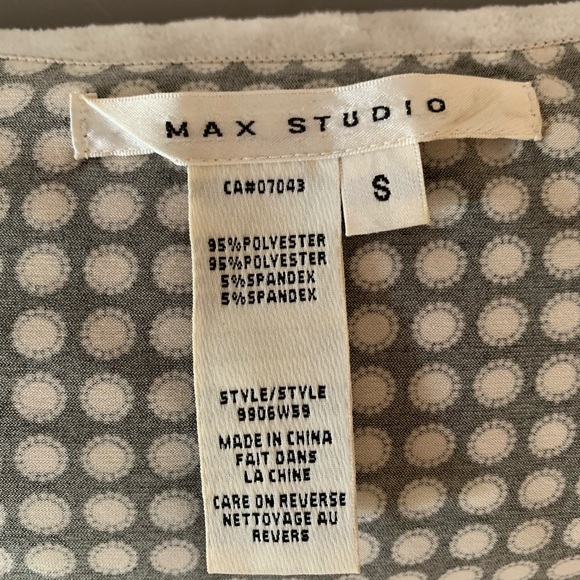 MAX STUDIO
S
CA#07043
95%POLYESTER
95%POLYESTER
5%SPANDEX
5%SPANDEX
STYLE/STYLE
9906W59
MADE IN CHINA
FAIT DANS
LA CHINE
CARE ON REVERSE
NETTOYAGE AU
REVERS